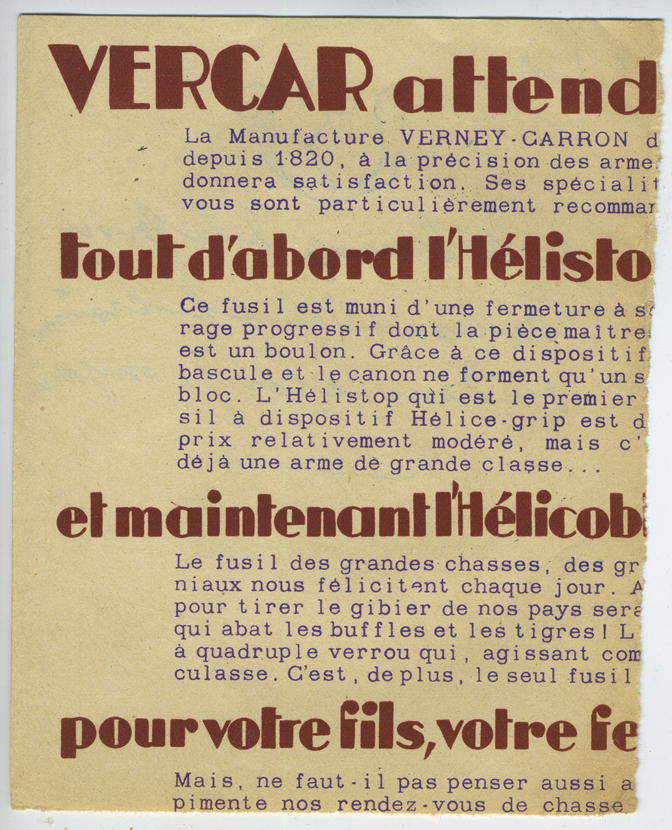 VERCAR attend
La Manufacture VERNEY-CARRON d
depuis 1820, à la précision des arme
donnera satisfaction. Ses spécialit
vous sont particulièrement recommar
tout d'abord l'Hélisto
Ce fusil est muni d'une fermeture à se
rage progressif dont la pièce maître
est un boulon. Grâce à ce dispositif
bascule et le canon ne forment qu'un s
bloc. L'Hélistop qui est le premier
sil à dispositif Hélice-grip est d
prix relativement modéré, mais c'
déjà une arme de grande classe...
et maintenant l'Hélicob
Le fusil des grandes chasses, des gr
niaux nous félicitent chaque jour. A
pour tirer le gibier de nos pays sera
qui abat les buffles et les tigres! L
à quadruple verrou qui, agissant com
culasse. C'est, de plus, le seul fusil
pour votre fils, votre fe
Mais, ne faut-il pas penser aussi a
pimente nos rendez-vous de chasse